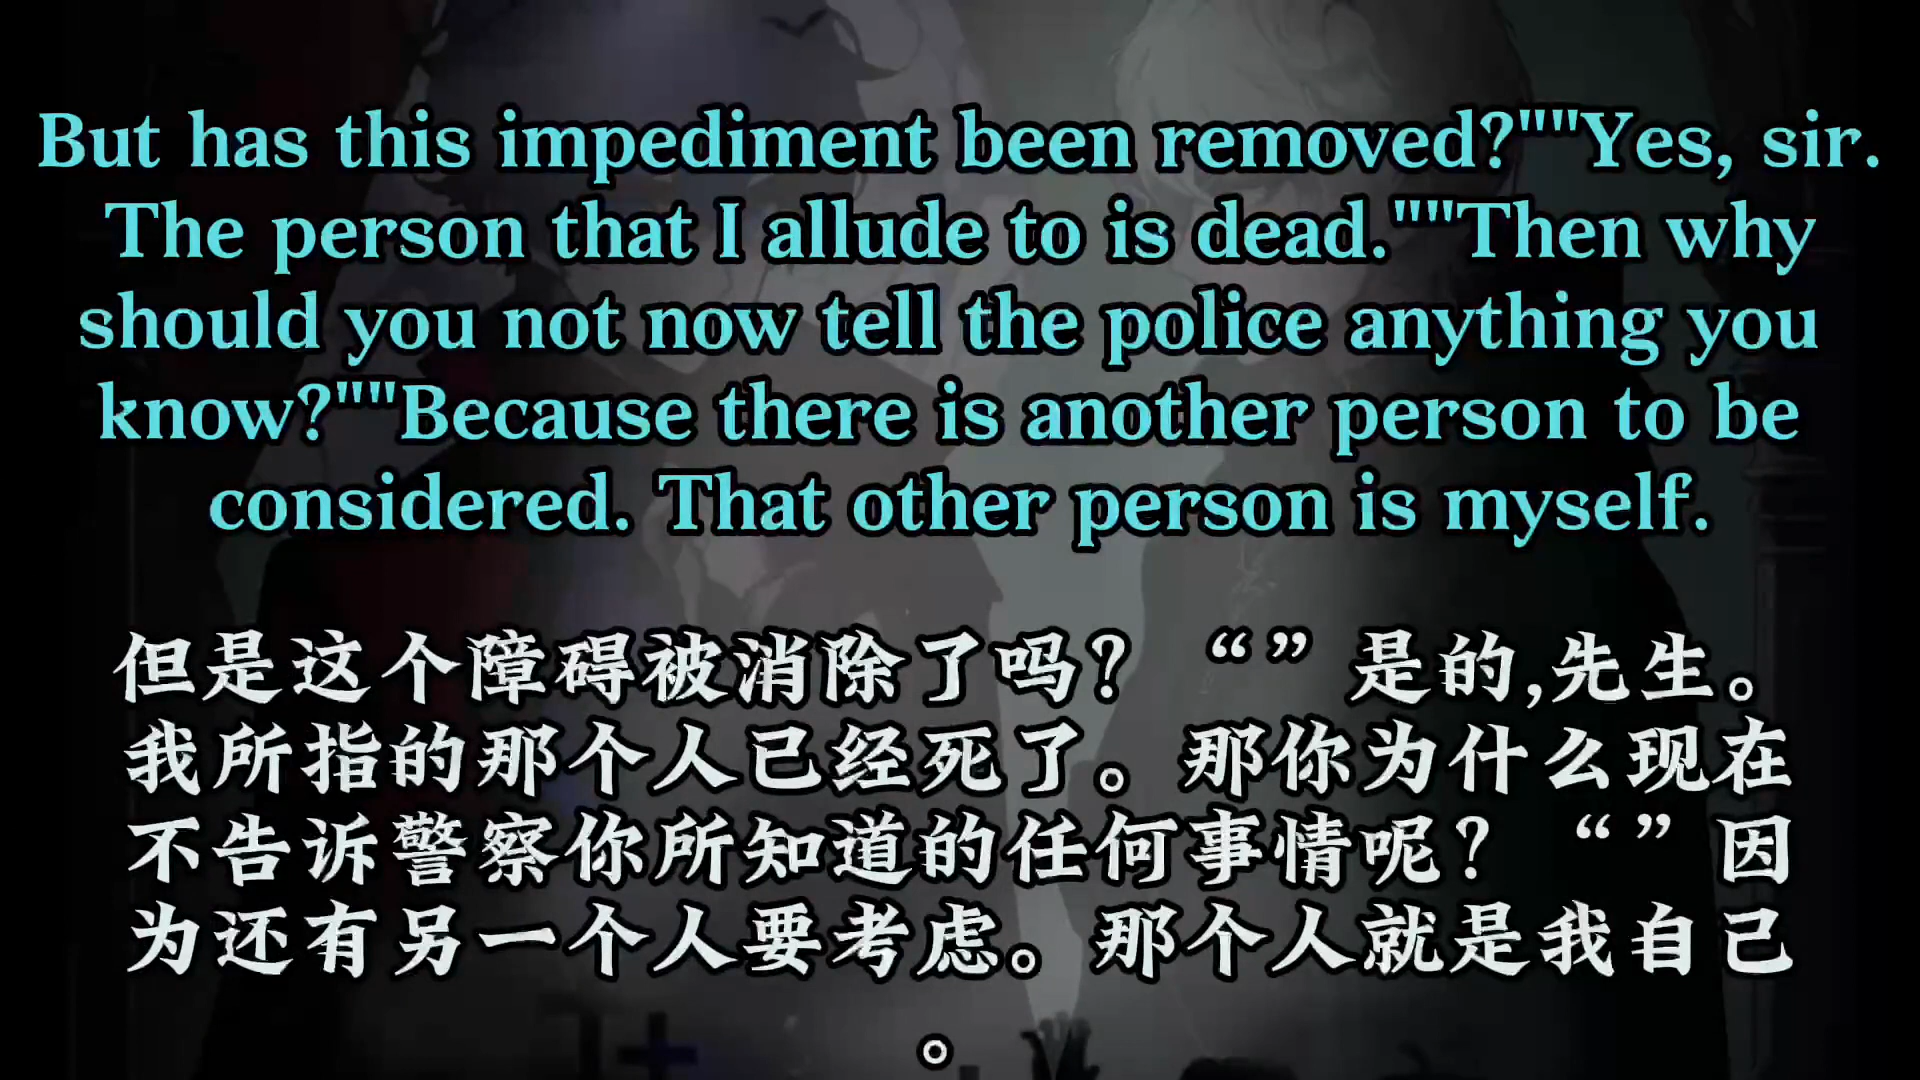 But has this impediment been removed?""Yes, sir.
The person that I allude to is dead.""Then why
should you not now tell the police anything you
know?""Because there is another person to be
considered. That other person is myself.
但是这个障碍被消除了吗？“”是的,先生。
我所指的那个人已经死了。那你为什么现在
不告诉警察你所知道的任何事情呢？“”因
为还有另一个人要考虑。那个人就是我自己
。